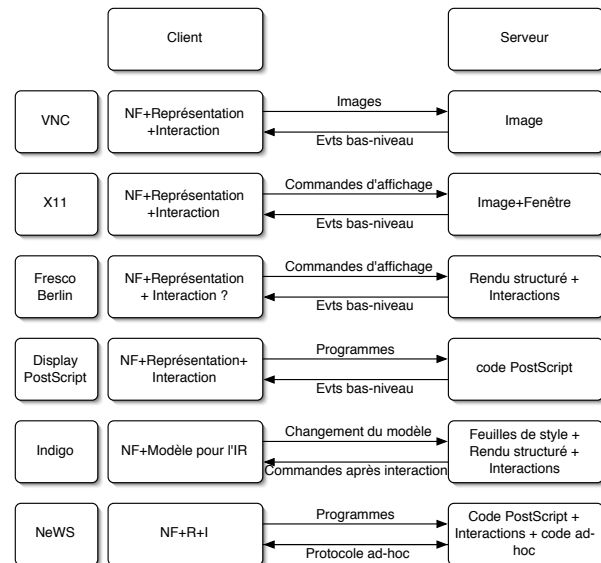 Client
Serveur
VNC
NF+Représentation
+Interaction
Images
Evts bas-niveau
Image
X11
NF+Représentation
+Interaction
Commandes d'affichage
Evts bas-niveau
Image+Fenêtre
Fresco
Berlin
NF+Représentation
+ Interaction ?
Commandes d'affichage
Evts bas-niveau
Rendu structuré +
Interactions
Display
PostScript
NF+Représentation+
Interaction
Programmes
Evts bas-niveau
code PostScript
Indigo
NF+Modèle pour l'IR
Changement du modèle
Commandes après interaction
Feuilles de style +
Rendu structuré +
Interactions
NeWS
NF+R+I
Programmes
Protocole ad-hoc
Code PostScript +
Interactions + code ad-
hoc